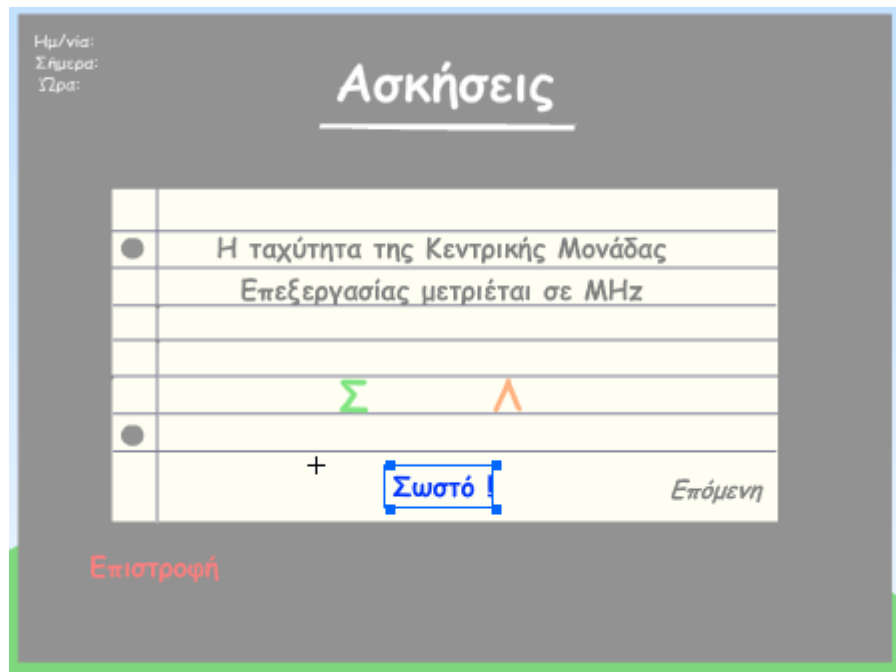 Ημ/νία:
Σήμερα:
Ώρα:
Ασκήσεις
Η ταχύτητα της Κεντρικής Μονάδας
Επεξεργασίας μετριέται σε MHz
Σ Λ
Σωστό !
Επόμενη
Επιστροφή